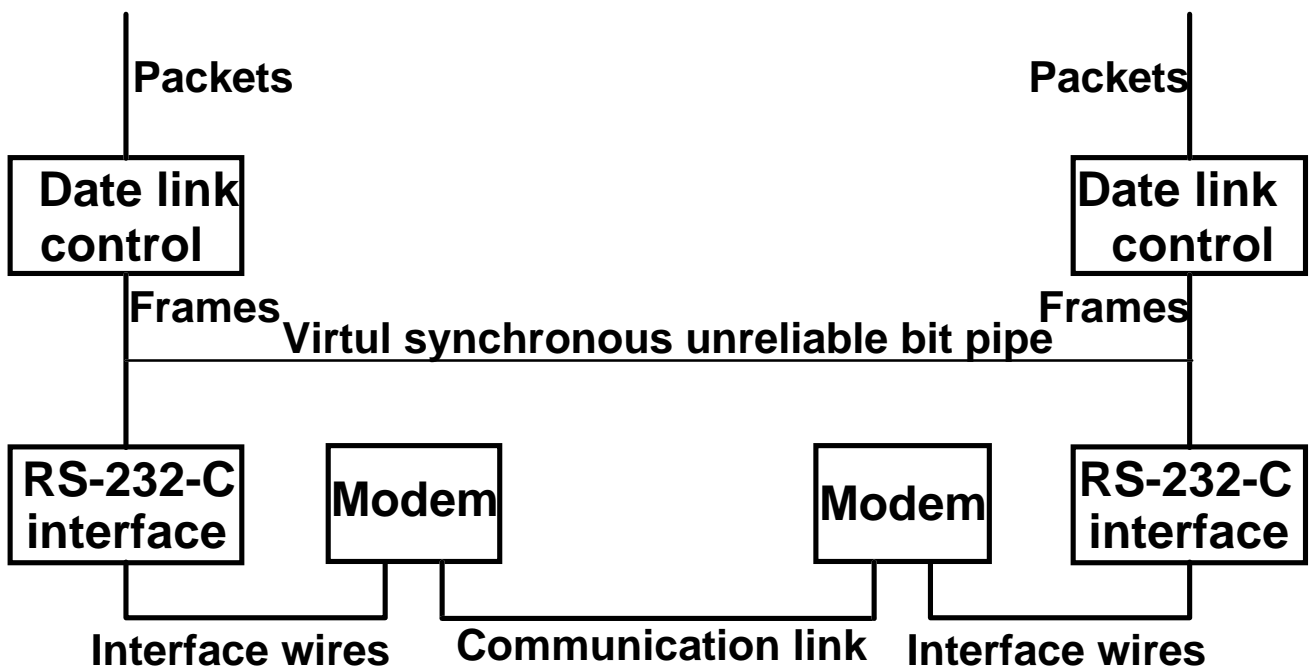 Packets
Packets
Date link
control
Date link
control
Frames
Frames
Virtul synchronous unreliable bit pipe
RS-232-C
interface
Modem
Modem
RS-232-C
interface
Interface wires
Communication link
Interface wires